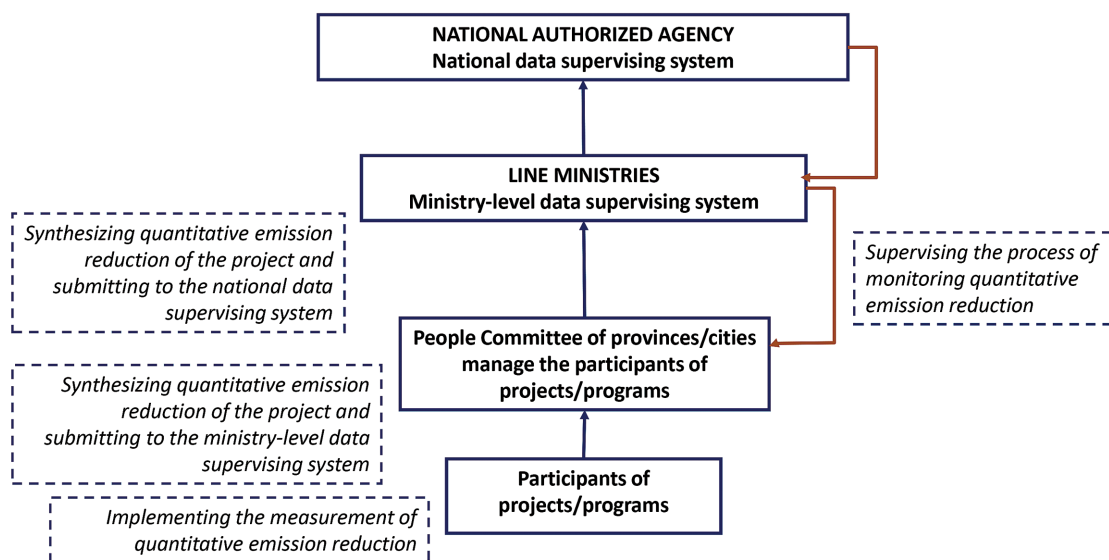 NATIONAL AUTHORIZED AGENCY
National data supervising system
LINE MINISTRIES
Ministry-level data supervising system
Synthesizing quantitative emission
reduction of the project and
submitting to the national data
supervising system
Supervising the process of
monitoring quantitative
emission reduction
People Committee of provinces/cities
manage the participants of
projects/programs
Synthesizing quantitative emission
reduction of the project and
submitting to the ministry-level data
supervising system
Participants of
projects/programs
Implementing the measurement of
quantitative emission reduction